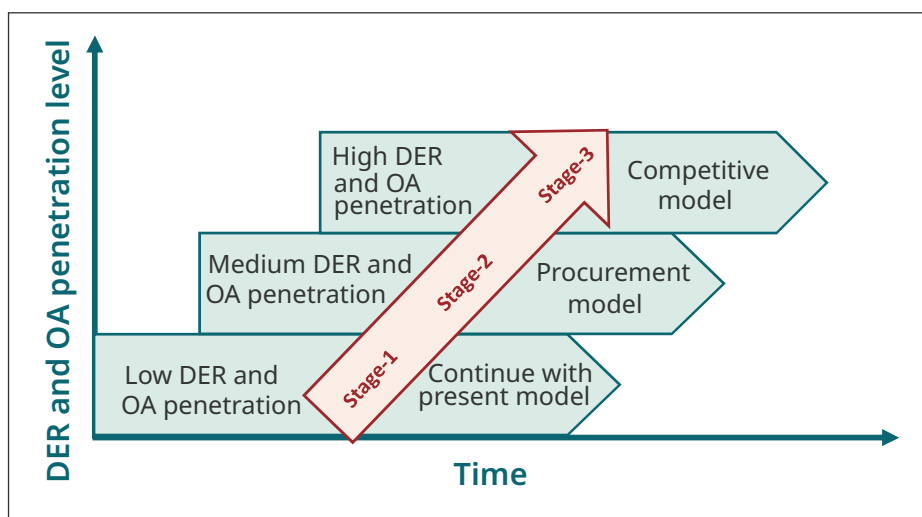 DER and OA penetration level
High DER
and OA
penetration
Stage-3
Competitive
model
Medium DER and
OA penetration
Stage-2
Procurement
model
Low DER and
OA penetration
Stage-1
Continue with
present model
Time